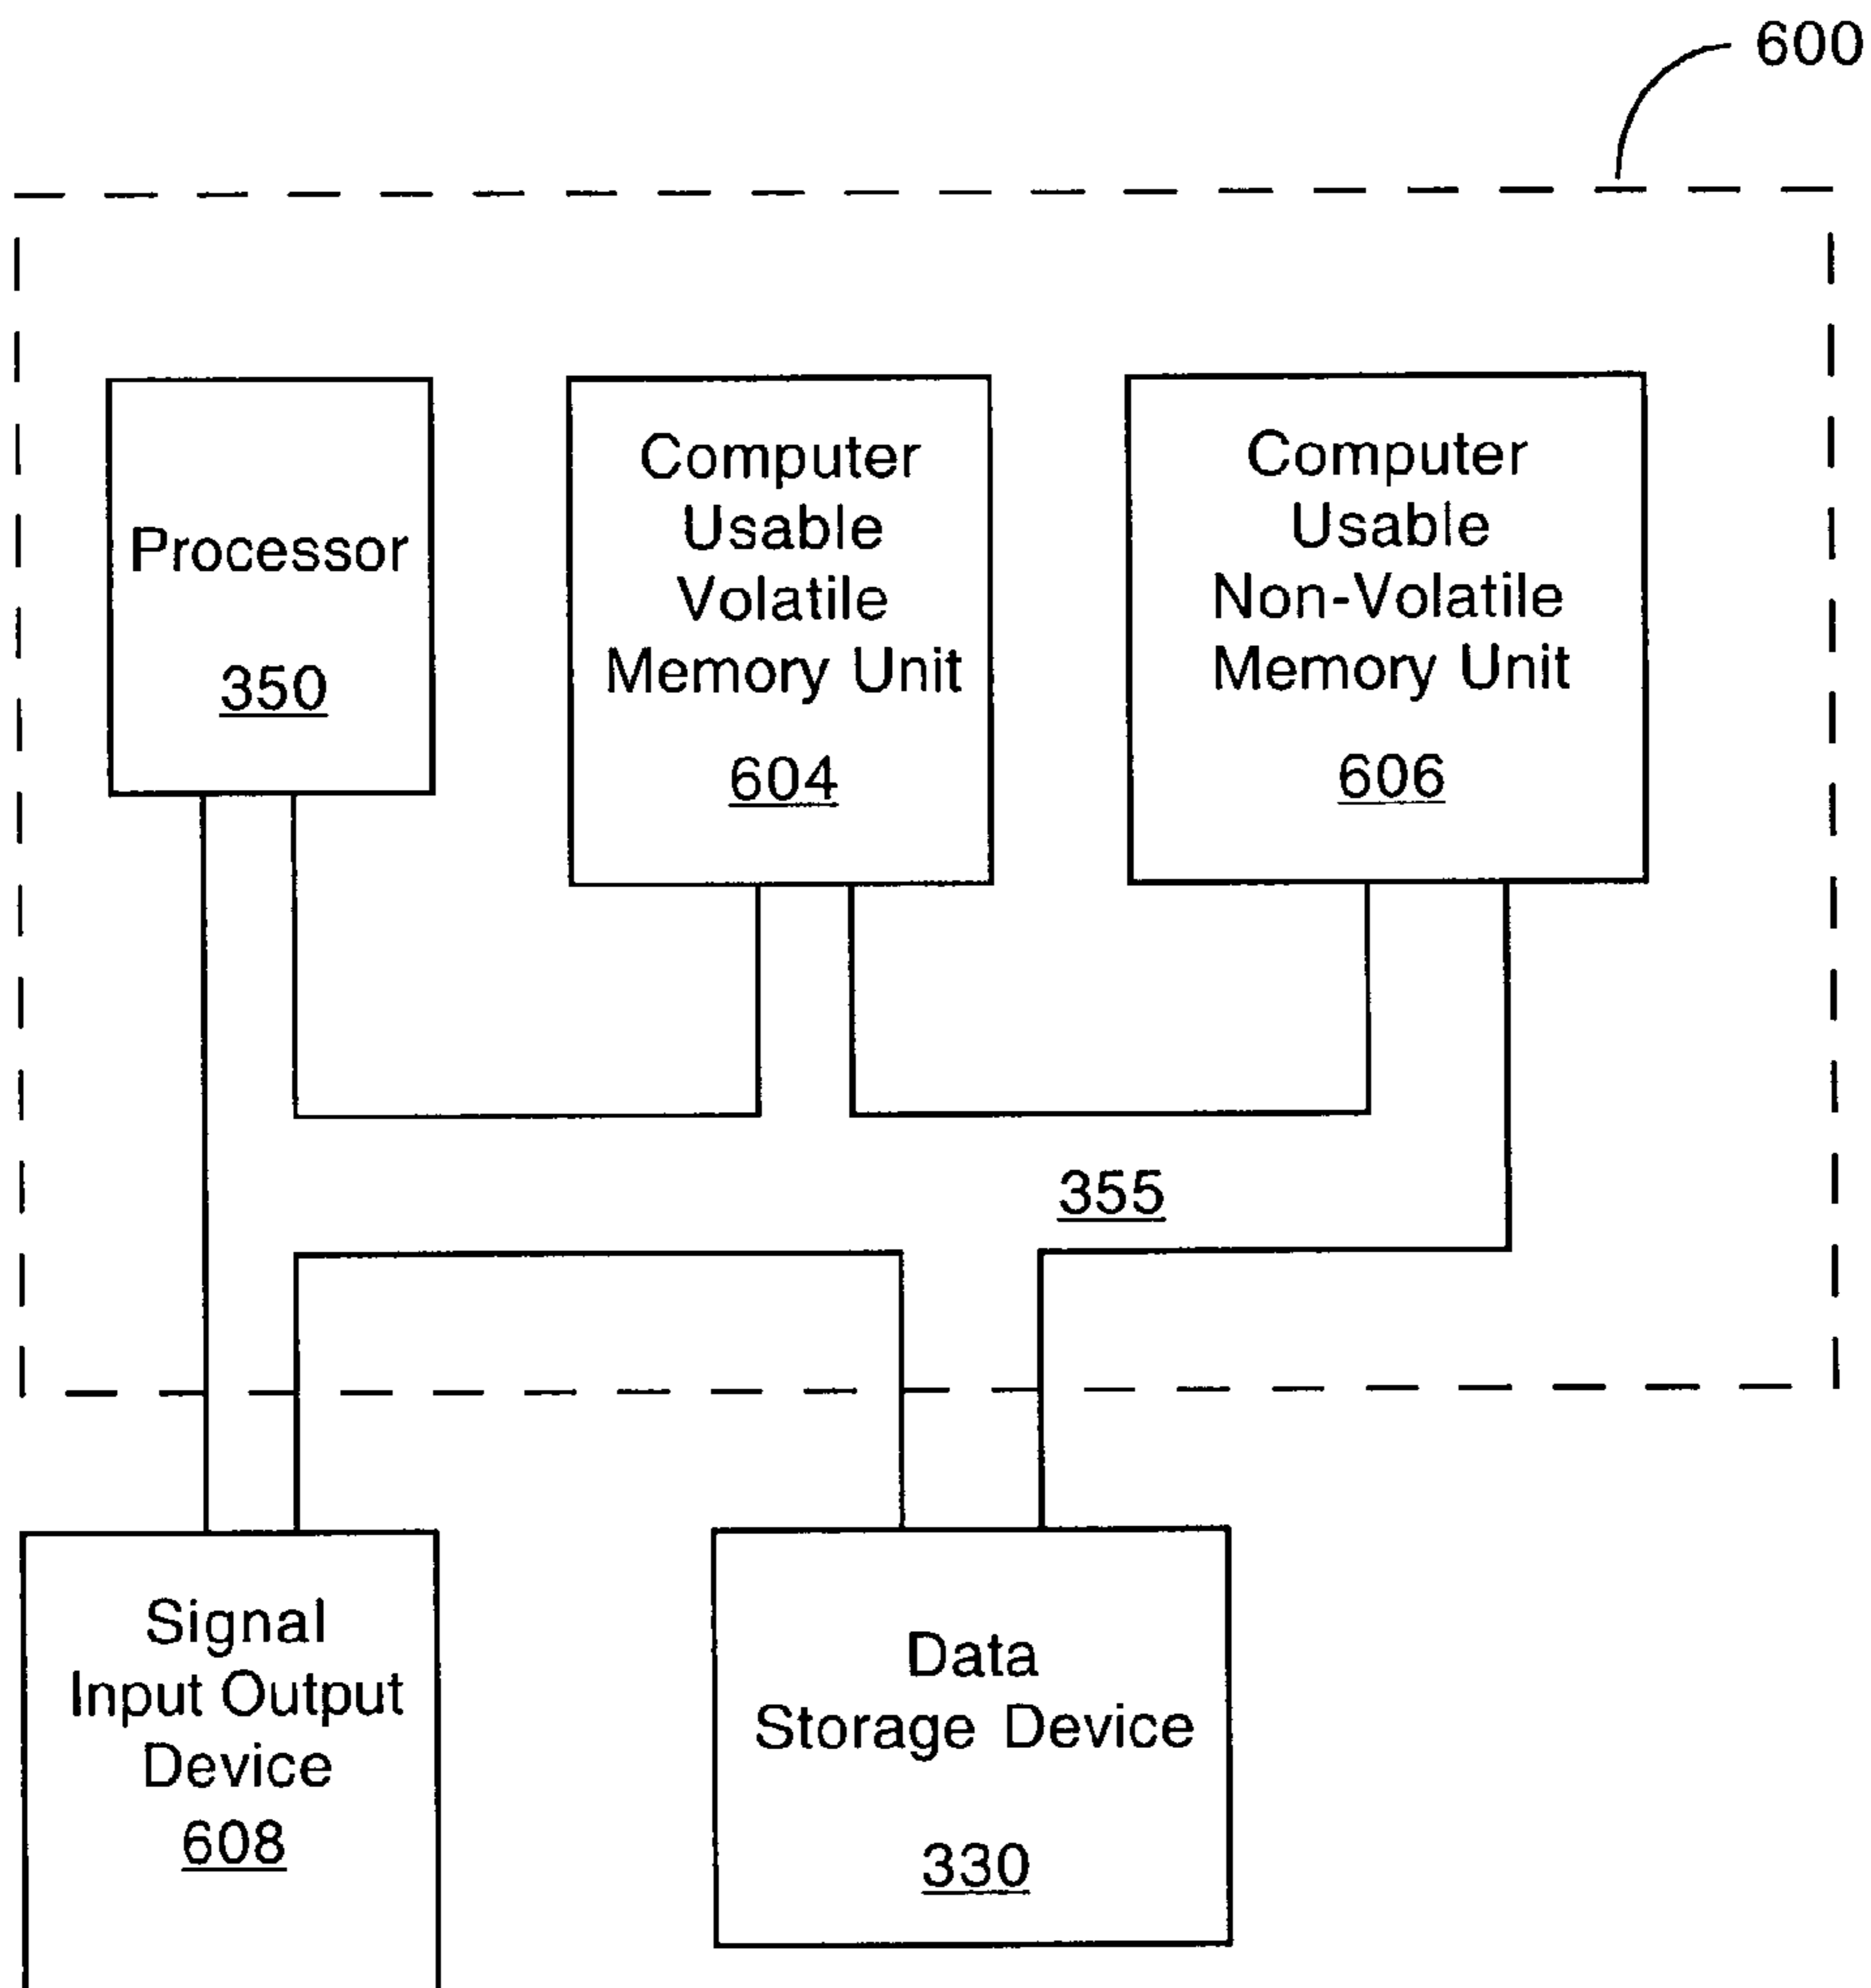 600
Processor
350
Computer
Usable
Volatile
Memory Unit
604
Computer
Usable
Non-Volatile
Memory Unit
606
355
Signal
Input Output
Device
608
Data
Storage Device
330